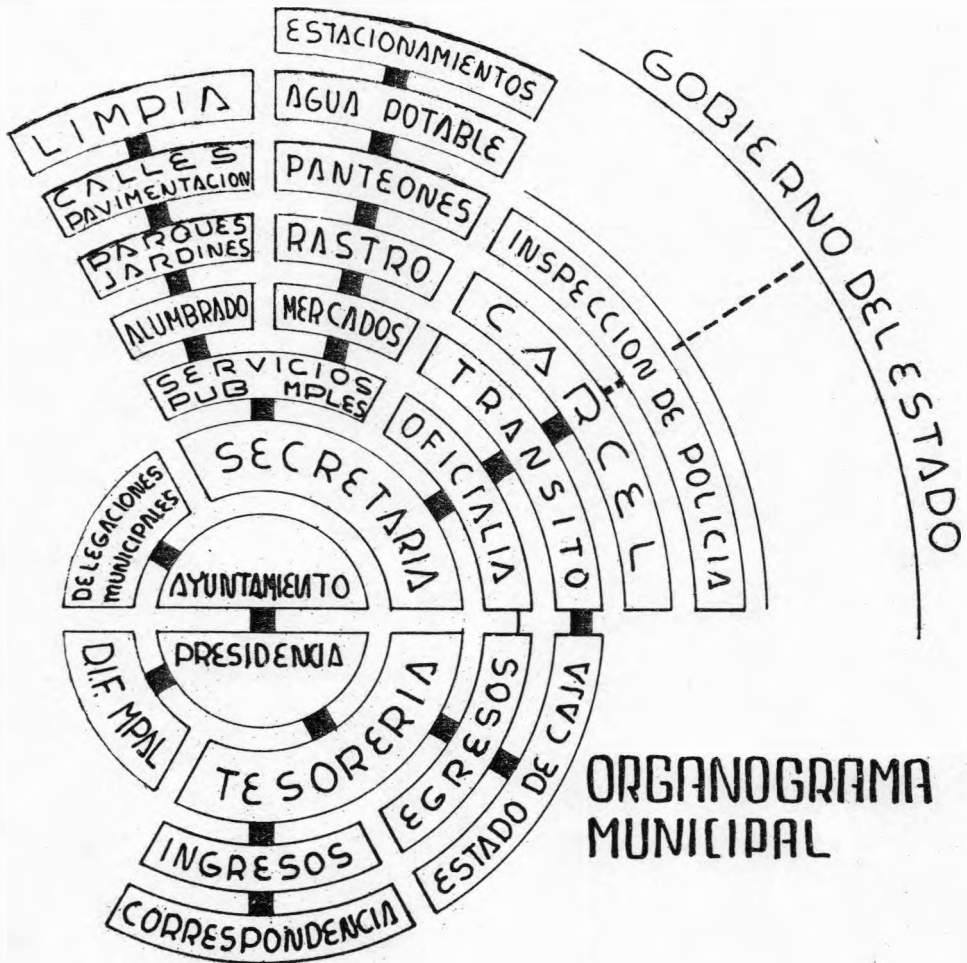 ESTACIONAMIENTOS
AGUA POTABLE
PANTEONES
RASTRO
MERCADOS
LIMPIA
CALLES
PAVIMENTACION
PARQUES
JARDINES
ALUMBRADO
SERVICIOS
PUB MPLES
SECRETARIA
OFICIALIA
TRANSITO
CARCEL
INSPECCION DE POLICIA
GOBIERNO DEL ESTADO
DELEGACIONES
MUNICIPALES
AYUNTAMIENTO
PRESIDENCIA
D.I.F. MPAL
TESORERIA
EGRESOS
ESTADO DE CAJA
INGRESOS
CORRESPONDENCIA
ORGANOGRAMA
MUNICIPAL